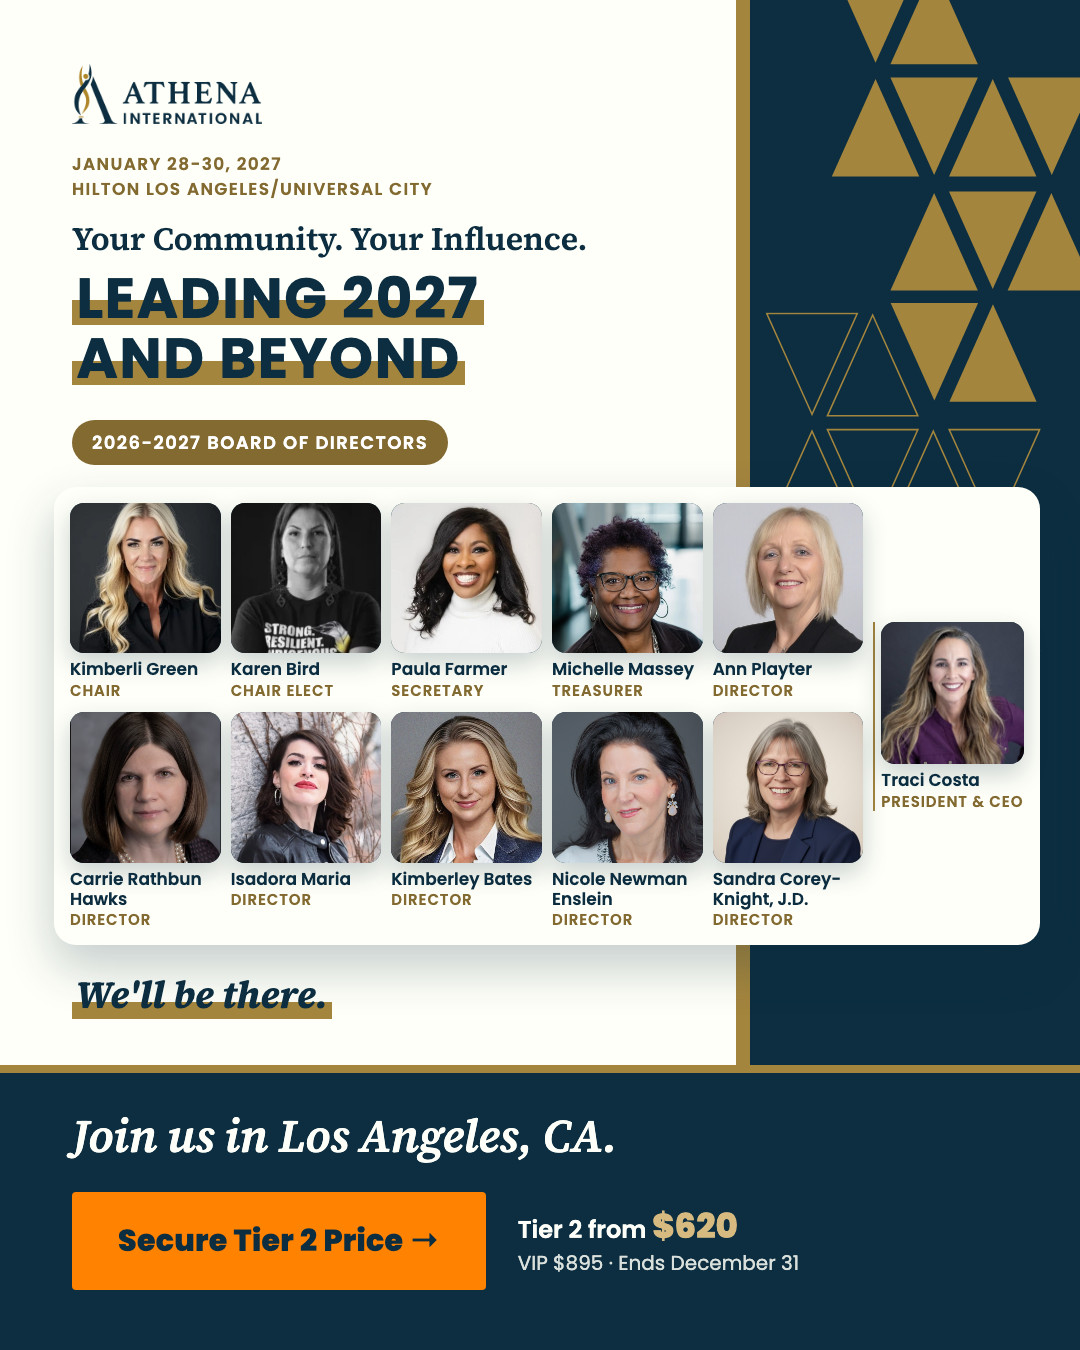 ATHENA
INTERNATIONAL
JANUARY 28-30, 2027
HILTON LOS ANGELES/UNIVERSAL CITY
Your Community. Your Influence.
LEADING 2027
AND BEYOND
2026-2027 BOARD OF DIRECTORS
STRONG.
RESILIENT.
INDIGENOUS
Kimberli Green
CHAIR
Karen Bird
CHAIR ELECT
Paula Farmer
SECRETARY
Michelle Massey
TREASURER
Ann Playter
DIRECTOR
Traci Costa
PRESIDENT & CEO
Carrie Rathbun
Hawks
DIRECTOR
Isadora Maria
DIRECTOR
Kimberley Bates
DIRECTOR
Nicole Newman
Enslein
DIRECTOR
Sandra Corey-
Knight, J.D.
DIRECTOR
We'll be there.
Join us in Los Angeles, CA.
Secure Tier 2 Price →
Tier 2 from $620
VIP $895 · Ends December 31